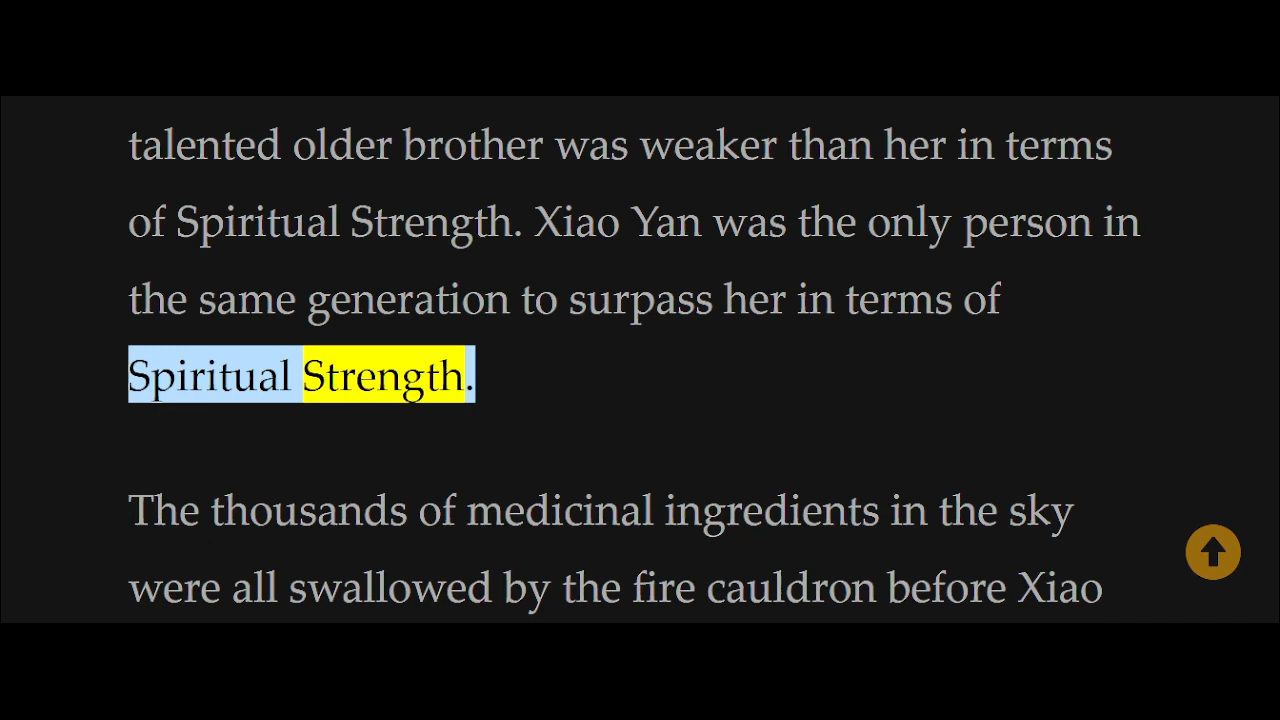 talented older brother was weaker than her in terms
of Spiritual Strength. Xiao Yan was the only person in
the same generation to surpass her in terms of
Spiritual Strength.
The thousands of medicinal ingredients in the sky
were all swallowed by the fire cauldron before Xiao